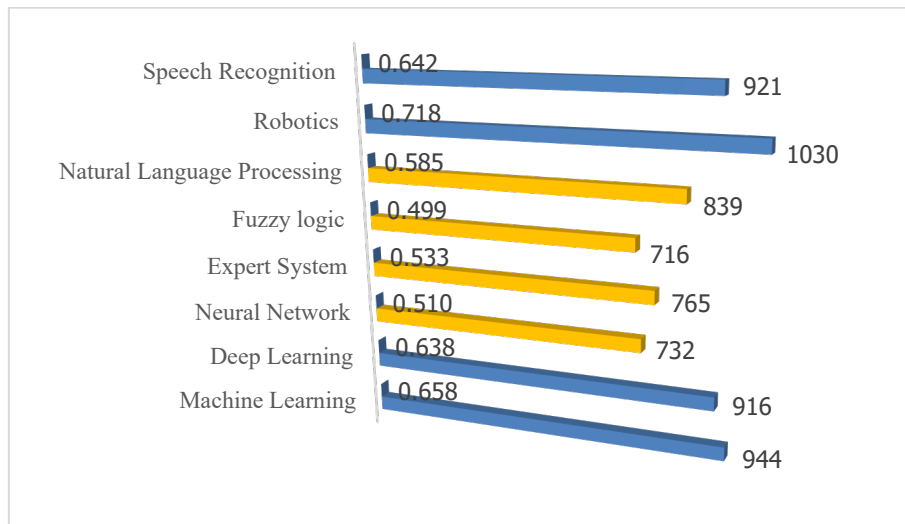 Speech Recognition 0.642 921
Robotics 0.718 1030
Natural Language Processing 0.585 839
Fuzzy logic 0.499 716
Expert System 0.533 765
Neural Network 0.510 732
Deep Learning 0.638 916
Machine Learning 0.658 944